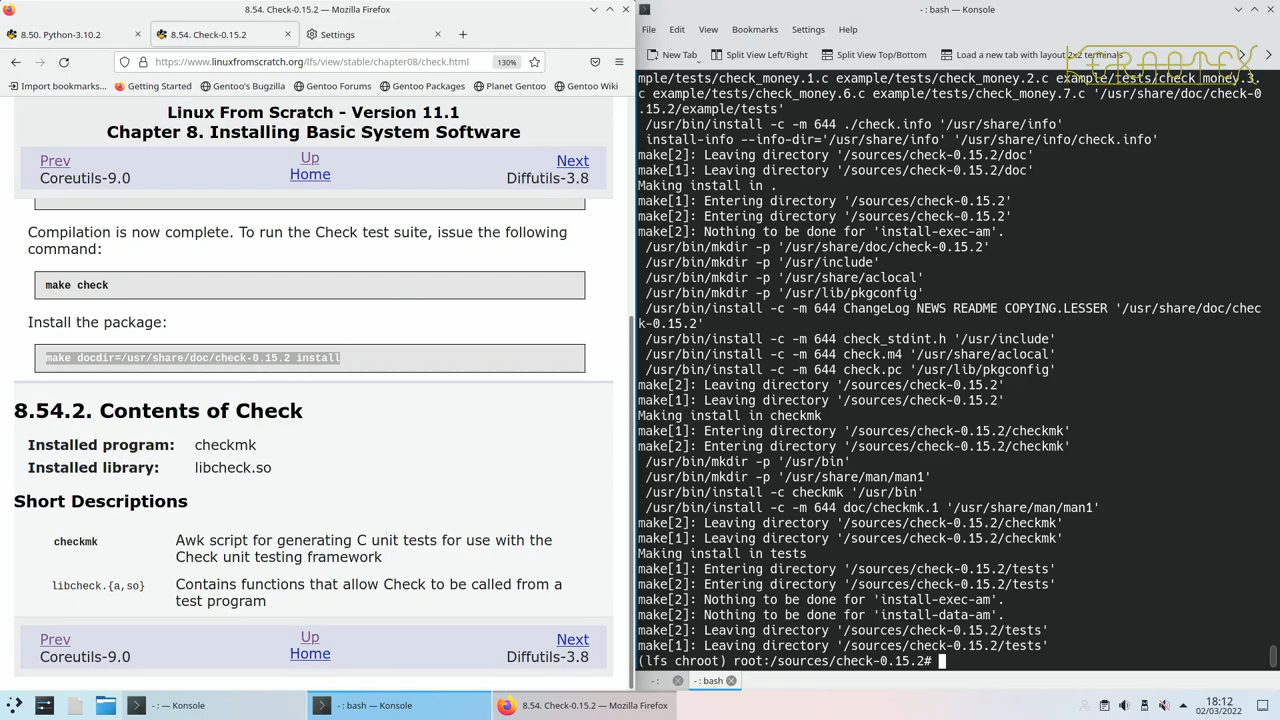 8.54. Check-0.15.2 — Mozilla Firefox
8.50. Python-3.10.2
8.54. Check-0.15.2
Settings
https://www.linuxfromscratch.org/lfs/view/stable/chapter08/check.html
130%
Import bookmarks...
Getting Started
Gentoo's Bugzilla
Gentoo Forums
Gentoo Packages
Planet Gentoo
Gentoo Wiki
Linux From Scratch - Version 11.1
Chapter 8. Installing Basic System Software
Prev
Up
Next
Coreutils-9.0
Home
Diffutils-3.8
Compilation is now complete. To run the Check test suite, issue the following
command:
make check
Install the package:
make docdir=/usr/share/doc/check-0.15.2 install
8.54.2. Contents of Check
Installed program: checkmk
Installed library: libcheck.so
Short Descriptions
checkmk
Awk script for generating C unit tests for use with the
Check unit testing framework
libcheck.{a,so}
Contains functions that allow Check to be called from a
test program
Prev
Up
Next
Coreutils-9.0
Home
Diffutils-3.8
- : bash — Konsole
File Edit View Bookmarks Settings Help
New Tab
Split View Left/Right
Split View Top/Bottom
Load a new tab with layout 2x2 terminals
mple/tests/check_money.1.c example/tests/check_money.2.c example/tests/check_money.3.
c example/tests/check_money.6.c example/tests/check_money.7.c '/usr/share/doc/check-0
.15.2/example/tests'
/usr/bin/install -c -m 644 ./check.info '/usr/share/info'
install-info --info-dir='/usr/share/info' '/usr/share/info/check.info'
make[2]: Leaving directory '/sources/check-0.15.2/doc'
make[1]: Leaving directory '/sources/check-0.15.2/doc'
Making install in .
make[1]: Entering directory '/sources/check-0.15.2'
make[2]: Entering directory '/sources/check-0.15.2'
make[2]: Nothing to be done for 'install-exec-am'.
/usr/bin/mkdir -p '/usr/share/doc/check-0.15.2'
/usr/bin/mkdir -p '/usr/include'
/usr/bin/mkdir -p '/usr/share/aclocal'
/usr/bin/mkdir -p '/usr/lib/pkgconfig'
/usr/bin/install -c -m 644 ChangeLog NEWS README COPYING.LESSER '/usr/share/doc/chec
k-0.15.2'
/usr/bin/install -c -m 644 check_stdint.h '/usr/include'
/usr/bin/install -c -m 644 check.m4 '/usr/share/aclocal'
/usr/bin/install -c -m 644 check.pc '/usr/lib/pkgconfig'
make[2]: Leaving directory '/sources/check-0.15.2'
make[1]: Leaving directory '/sources/check-0.15.2'
Making install in checkmk
make[1]: Entering directory '/sources/check-0.15.2/checkmk'
make[2]: Entering directory '/sources/check-0.15.2/checkmk'
/usr/bin/mkdir -p '/usr/bin'
/usr/bin/mkdir -p '/usr/share/man/man1'
/usr/bin/install -c checkmk '/usr/bin'
/usr/bin/install -c -m 644 doc/checkmk.1 '/usr/share/man/man1'
make[2]: Leaving directory '/sources/check-0.15.2/checkmk'
make[1]: Leaving directory '/sources/check-0.15.2/checkmk'
Making install in tests
make[1]: Entering directory '/sources/check-0.15.2/tests'
make[2]: Entering directory '/sources/check-0.15.2/tests'
make[2]: Nothing to be done for 'install-exec-am'.
make[2]: Nothing to be done for 'install-data-am'.
make[2]: Leaving directory '/sources/check-0.15.2/tests'
make[1]: Leaving directory '/sources/check-0.15.2/tests'
(lfs chroot) root:/sources/check-0.15.2#
- :
- : bash
- : — Konsole
- : bash — Konsole
8.54. Check-0.15.2 — Mozilla Firefox
18:12
02/03/2022